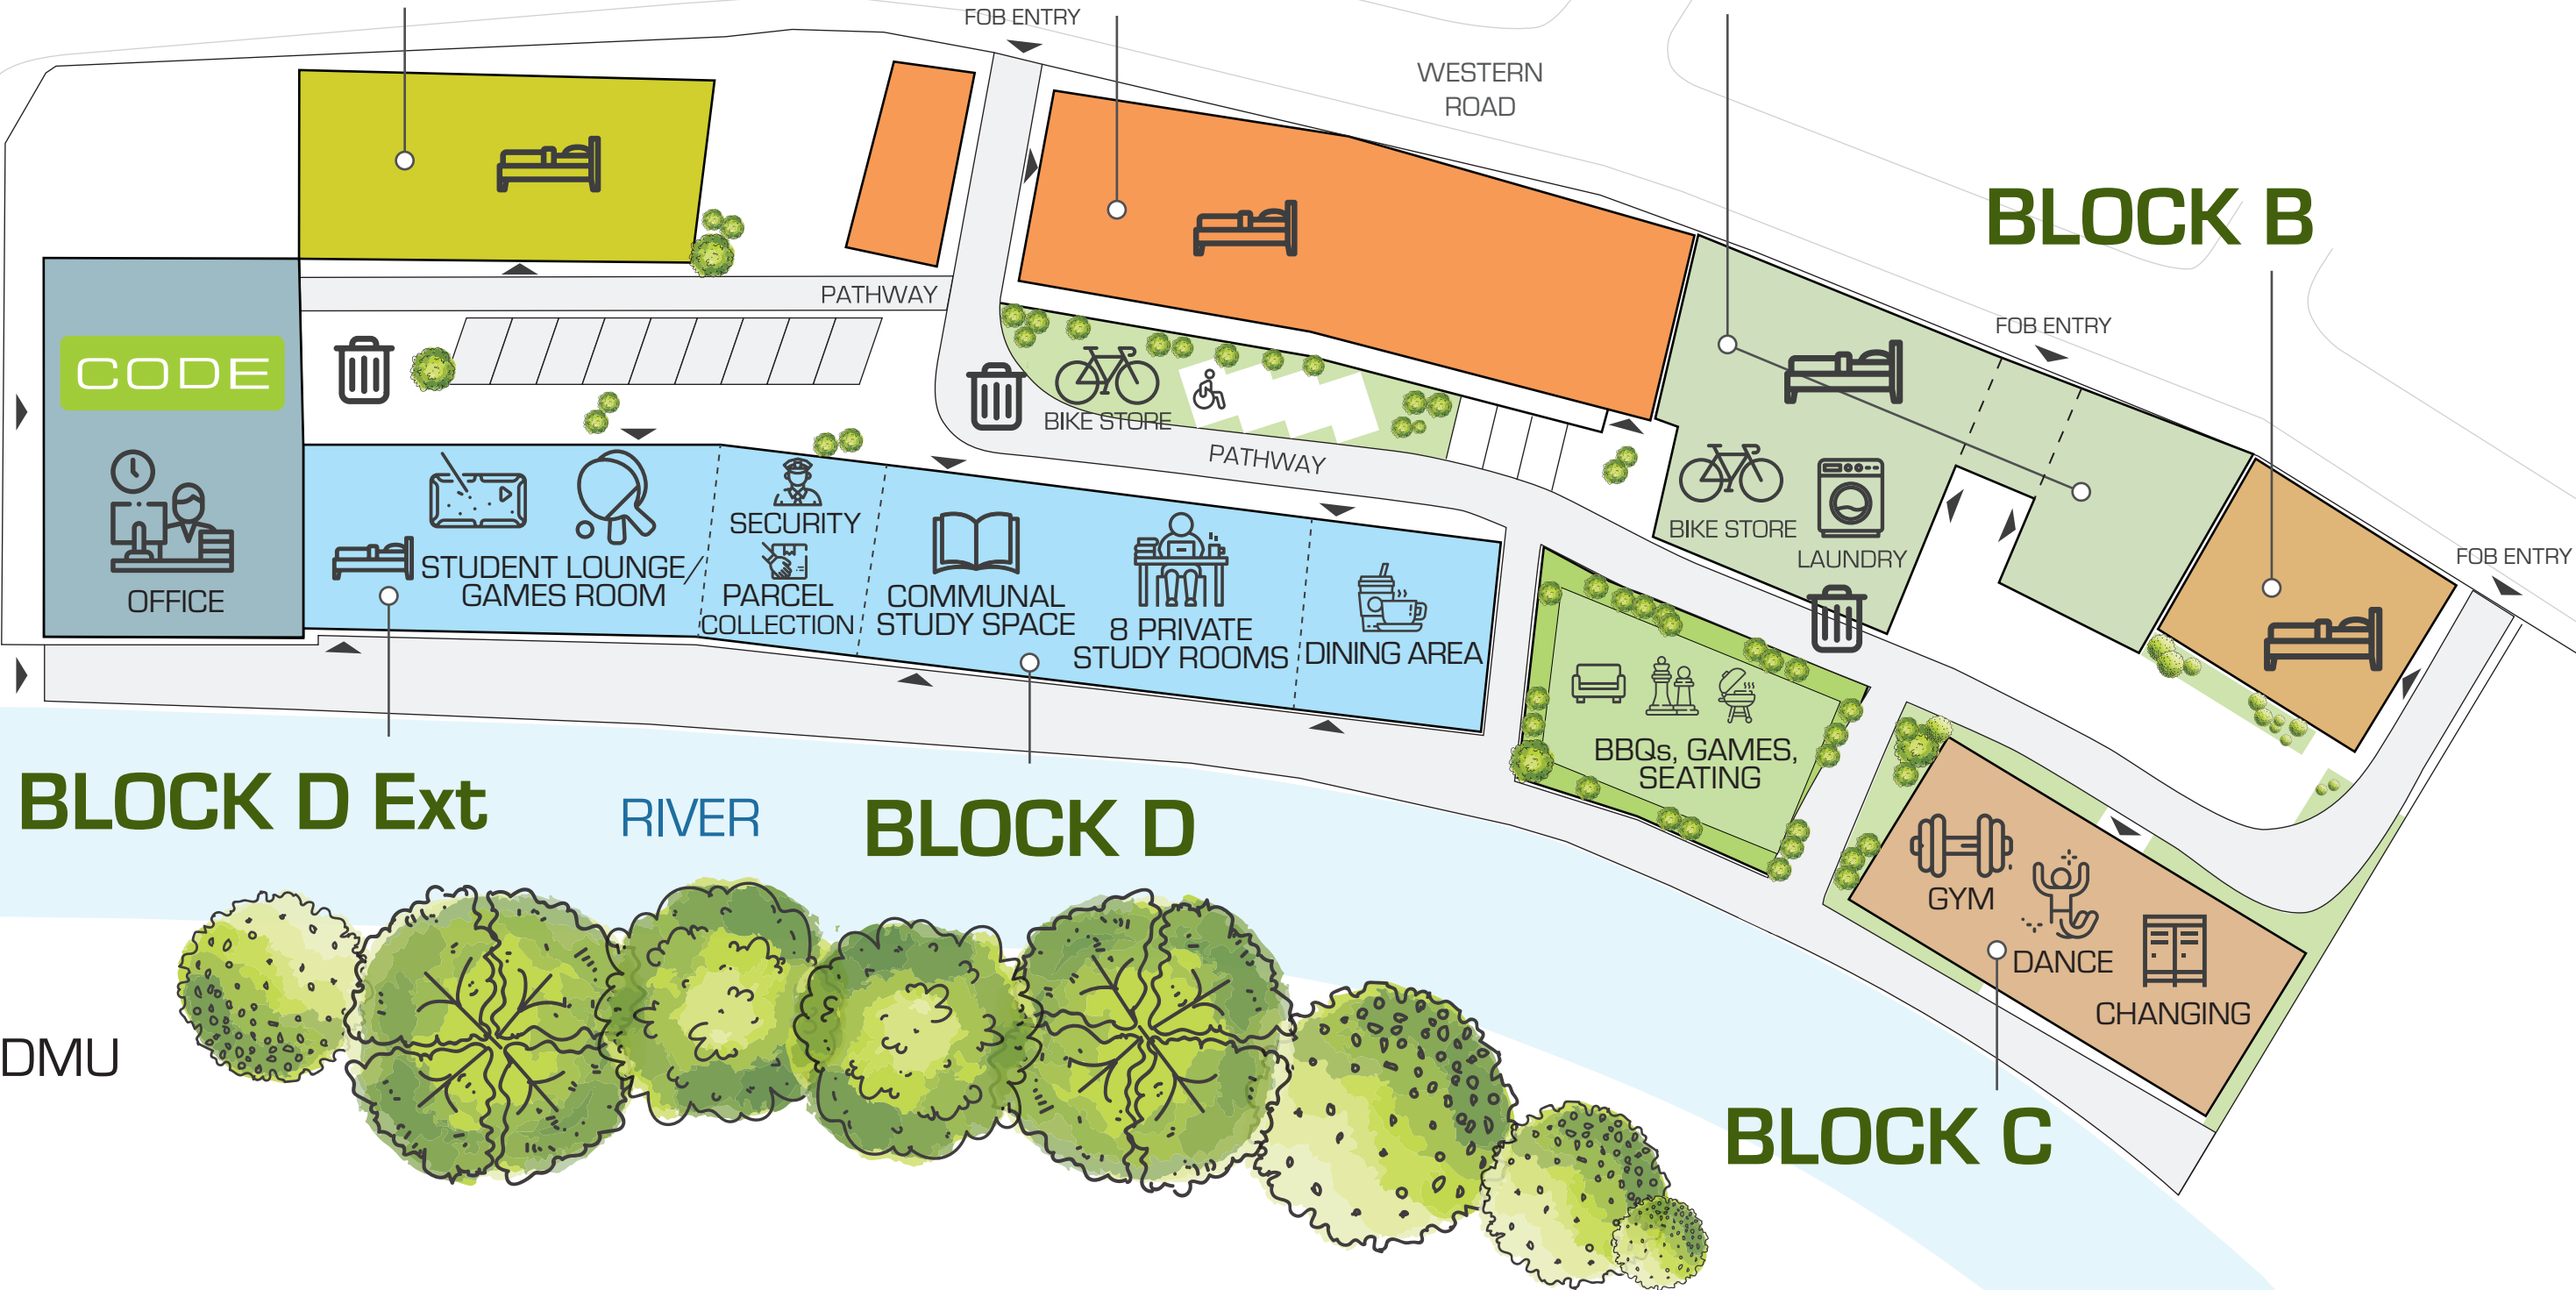 FOB ENTRY
WESTERN
ROAD
BLOCK B
PATHWAY
FOB ENTRY
CODE
BIKE STORE
PATHWAY
FOB ENTRY
SECURITY
BIKE STORE
LAUNDRY
OFFICE
STUDENT LOUNGE/
GAMES ROOM
PARCEL
COLLECTION
COMMUNAL
STUDY SPACE
8 PRIVATE
STUDY ROOMS
DINING AREA
BBQs, GAMES,
SEATING
BLOCK D Ext
RIVER
BLOCK D
GYM
DANCE
CHANGING
DMU
BLOCK C